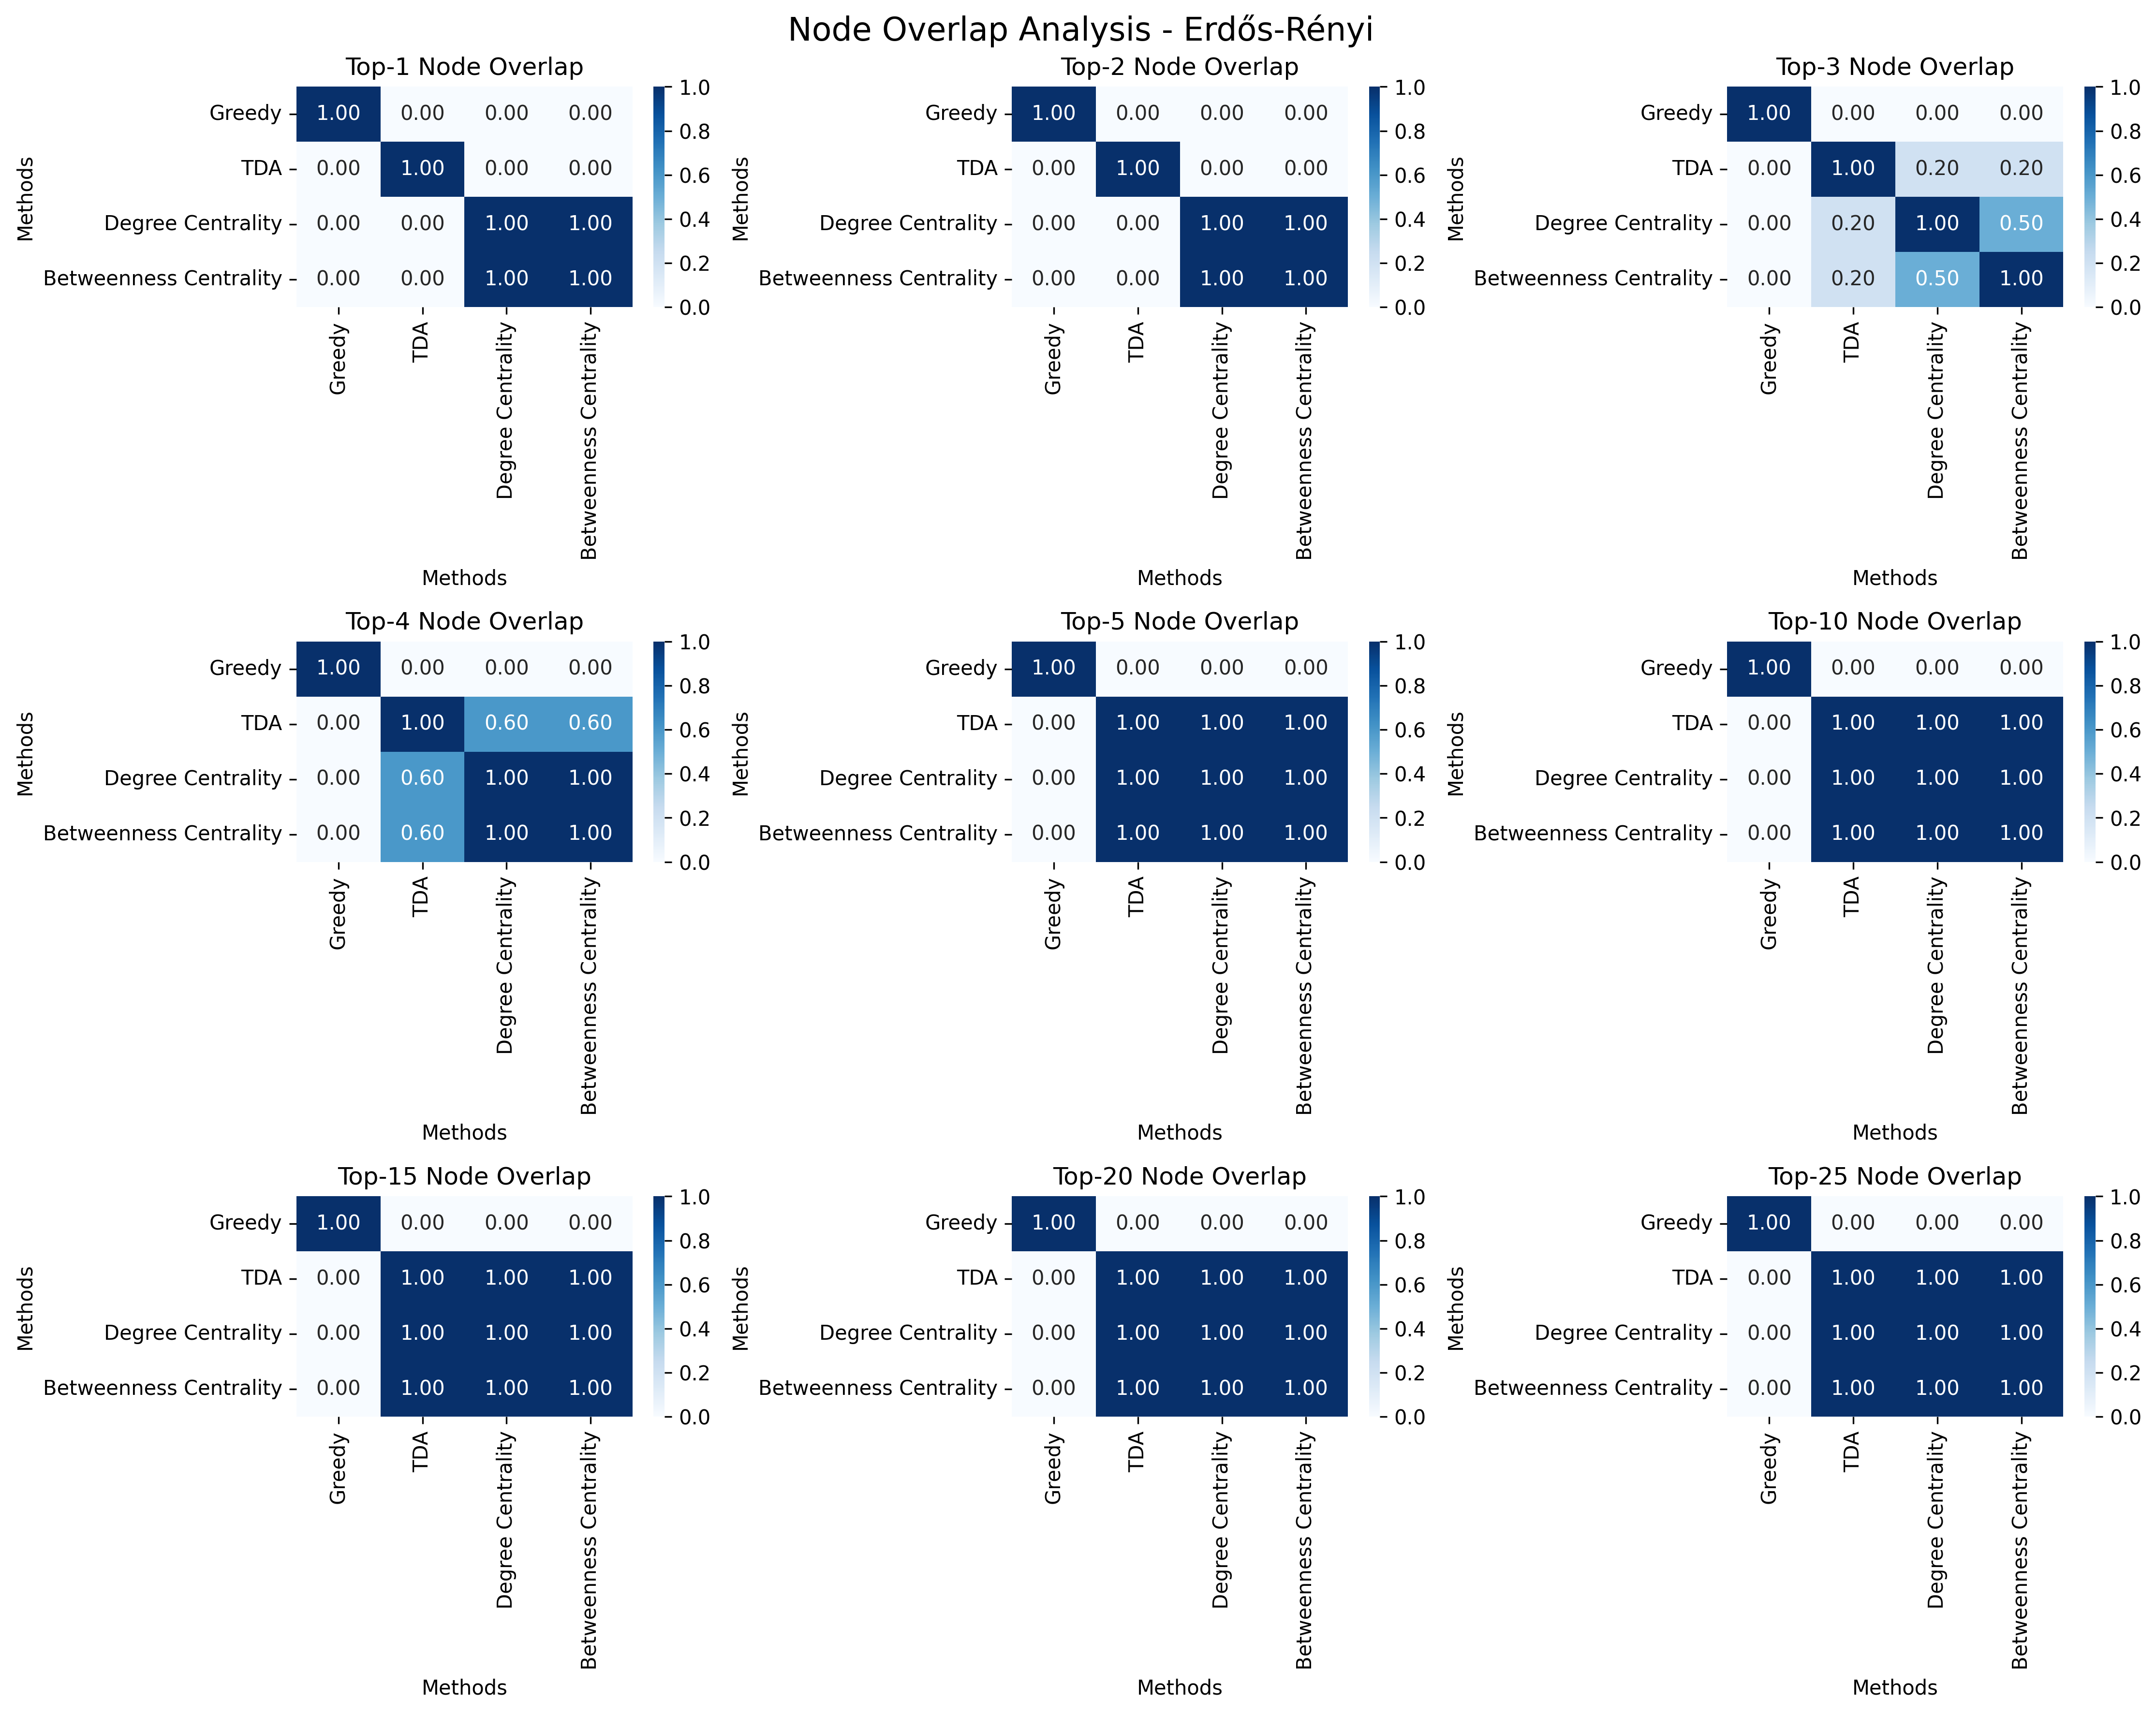 Node Overlap Analysis - Erdős-Rényi
Top-1 Node Overlap
Methods
Greedy 1.00 0.00 0.00 0.00
TDA 0.00 1.00 0.00 0.00
Degree Centrality 0.00 0.00 1.00 1.00
Betweenness Centrality 0.00 0.00 1.00 1.00
Greedy
TDA
Degree Centrality
Betweenness Centrality
Methods
1.0
0.8
0.6
0.4
0.2
0.0
Top-2 Node Overlap
Methods
Greedy 1.00 0.00 0.00 0.00
TDA 0.00 1.00 0.00 0.00
Degree Centrality 0.00 0.00 1.00 1.00
Betweenness Centrality 0.00 0.00 1.00 1.00
Greedy
TDA
Degree Centrality
Betweenness Centrality
Methods
1.0
0.8
0.6
0.4
0.2
0.0
Top-3 Node Overlap
Methods
Greedy 1.00 0.00 0.00 0.00
TDA 0.00 1.00 0.20 0.20
Degree Centrality 0.00 0.20 1.00 0.50
Betweenness Centrality 0.00 0.20 0.50 1.00
Greedy
TDA
Degree Centrality
Betweenness Centrality
Methods
1.0
0.8
0.6
0.4
0.2
0.0
Top-4 Node Overlap
Methods
Greedy 1.00 0.00 0.00 0.00
TDA 0.00 1.00 0.60 0.60
Degree Centrality 0.00 0.60 1.00 1.00
Betweenness Centrality 0.00 0.60 1.00 1.00
Greedy
TDA
Degree Centrality
Betweenness Centrality
Methods
1.0
0.8
0.6
0.4
0.2
0.0
Top-5 Node Overlap
Methods
Greedy 1.00 0.00 0.00 0.00
TDA 0.00 1.00 1.00 1.00
Degree Centrality 0.00 1.00 1.00 1.00
Betweenness Centrality 0.00 1.00 1.00 1.00
Greedy
TDA
Degree Centrality
Betweenness Centrality
Methods
1.0
0.8
0.6
0.4
0.2
0.0
Top-10 Node Overlap
Methods
Greedy 1.00 0.00 0.00 0.00
TDA 0.00 1.00 1.00 1.00
Degree Centrality 0.00 1.00 1.00 1.00
Betweenness Centrality 0.00 1.00 1.00 1.00
Greedy
TDA
Degree Centrality
Betweenness Centrality
Methods
1.0
0.8
0.6
0.4
0.2
0.0
Top-15 Node Overlap
Methods
Greedy 1.00 0.00 0.00 0.00
TDA 0.00 1.00 1.00 1.00
Degree Centrality 0.00 1.00 1.00 1.00
Betweenness Centrality 0.00 1.00 1.00 1.00
Greedy
TDA
Degree Centrality
Betweenness Centrality
Methods
1.0
0.8
0.6
0.4
0.2
0.0
Top-20 Node Overlap
Methods
Greedy 1.00 0.00 0.00 0.00
TDA 0.00 1.00 1.00 1.00
Degree Centrality 0.00 1.00 1.00 1.00
Betweenness Centrality 0.00 1.00 1.00 1.00
Greedy
TDA
Degree Centrality
Betweenness Centrality
Methods
1.0
0.8
0.6
0.4
0.2
0.0
Top-25 Node Overlap
Methods
Greedy 1.00 0.00 0.00 0.00
TDA 0.00 1.00 1.00 1.00
Degree Centrality 0.00 1.00 1.00 1.00
Betweenness Centrality 0.00 1.00 1.00 1.00
Greedy
TDA
Degree Centrality
Betweenness Centrality
Methods
1.0
0.8
0.6
0.4
0.2
0.0